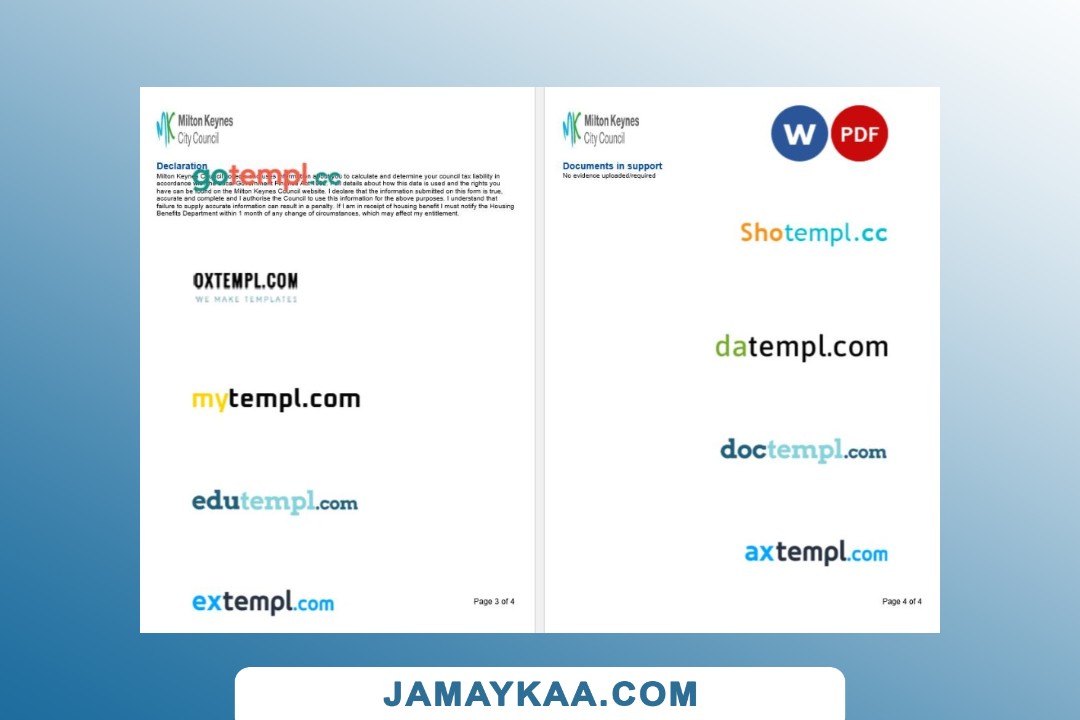 Milton Keynes
City Council
Declaration
gotempl.cc
Milton Keynes Council to calculate and determine your council tax liability in
accordance details about how this date is used and the rights you
have can be found on the Milton Keynes Council website. I declare that the information submitted on this form is true,
accurate and complete and I authorise the Council to use this information for the above purposes. I understand that
failure to supply accurate information can result in a penalty. If I am in receipt of housing benefit I must notify the Housing
Benefits Department within 1 month of any change of circumstances, which may affect my entitlement.
OXTEMPL.COM
WE MAKE TEMPLATES
mytempl.com
edutempl.com
extempl.com
Page 3 of 4
Milton Keynes
City Council
W
PDF
Documents in support
No evidence uploaded/required
Shotempl.cc
datempl.com
doctempl.com
axtempl.com
Page 4 of 4
JAMAYKAA.COM